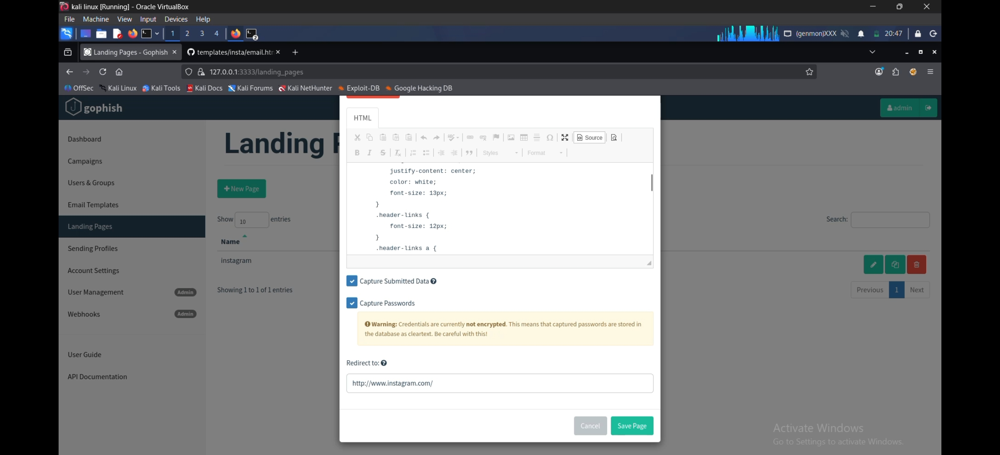 kali linux [Running] - Oracle VirtualBox
File Machine View Input Devices Help
1 2 3 4 2 (genmon)XXX 20:47
Landing Pages - Gophish templates/insta/email.htm
127.0.0.1:3333/landing_pages
OffSec Kali Linux Kali Tools Kali Docs Kali Forums Kali NetHunter Exploit-DB Google Hacking DB
gophish admin
Dashboard
Campaigns
Users & Groups
Email Templates
Landing Pages
Sending Profiles
Account Settings
User Management Admin
Webhooks Admin
User Guide
API Documentation
Landing P
New Page
Show 10 entries
Search:
Name
instagram
Showing 1 to 1 of 1 entries
Previous 1 Next
HTML
ABC Source
B I S Styles Format
justify-content: center;
color: white;
font-size: 13px;
}
.header-links {
font-size: 12px;
}
.header-links a {
Capture Submitted Data
Capture Passwords
Warning: Credentials are currently not encrypted. This means that captured passwords are stored in
the database as cleartext. Be careful with this!
Redirect to:
http://www.instagram.com/
Cancel Save Page
Activate Windows
Go to Settings to activate Windows.